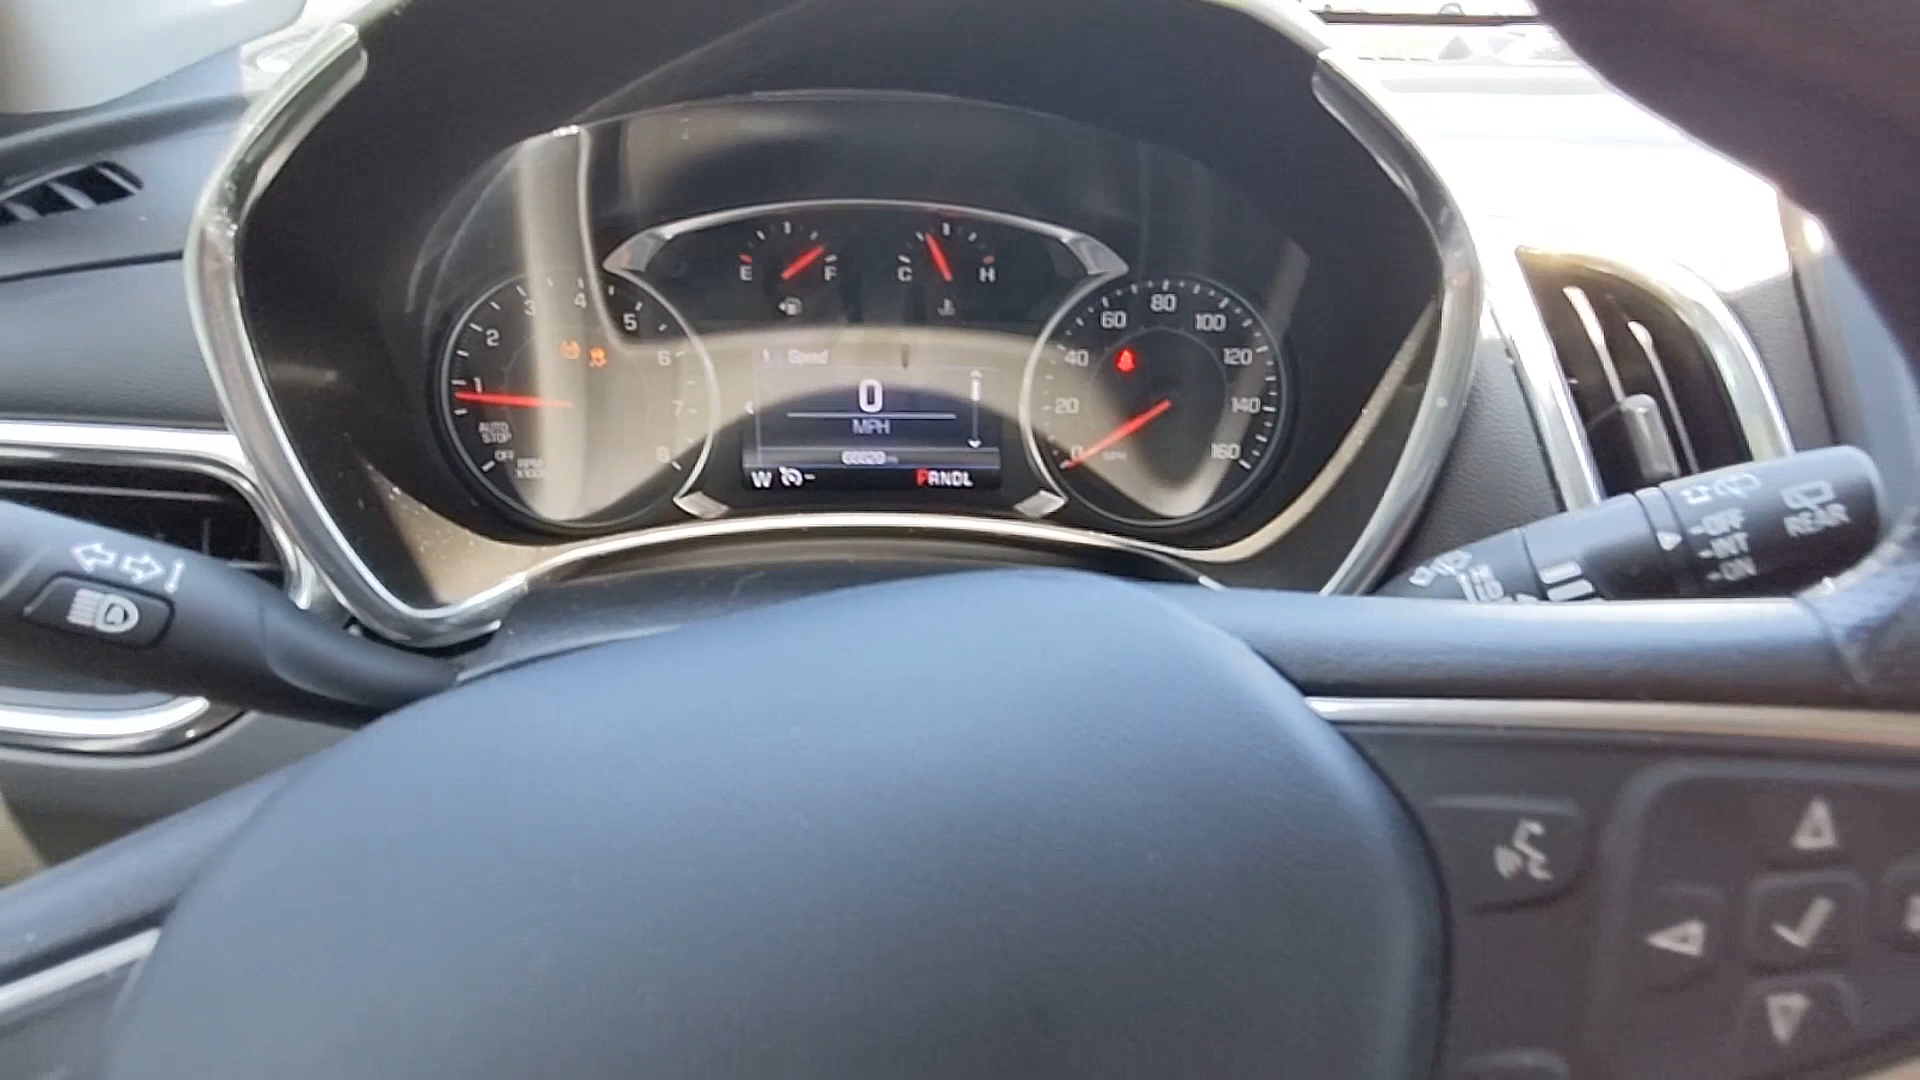 E F C H
1 2 3 4 5 6 7 8
AUTO
STOP
OFF
RPM
X1000
Speed
0
MPH
W PRNDL
0 20 40 60 80 100 120 140 160
MPH
OFF
INT
ON
REAR